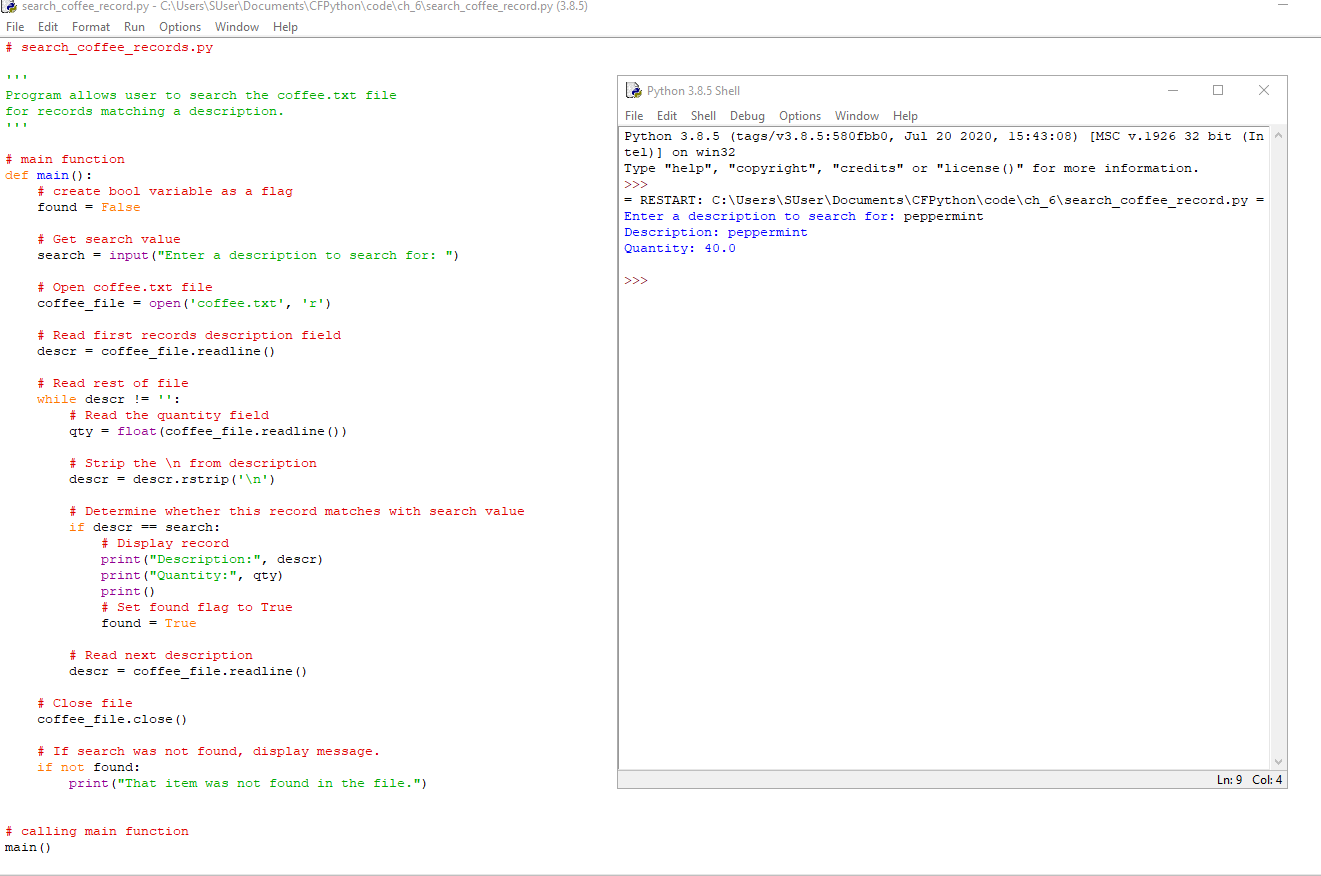 search_coffee_record.py - C:\Users\SUser\Documents\CFPython\code\ch_6\search_coffee_record.py (3.8.5)
File Edit Format Run Options Window Help
# search_coffee_records.py
'''
Program allows user to search the coffee.txt file
for records matching a description.
'''
# main function
def main():
    # create bool variable as a flag
    found = False
    # Get search value
    search = input("Enter a description to search for: ")
    # Open coffee.txt file
    coffee_file = open('coffee.txt', 'r')
    # Read first records description field
    descr = coffee_file.readline()
    # Read rest of file
    while descr != '':
        # Read the quantity field
        qty = float(coffee_file.readline())
        # Strip the \n from description
        descr = descr.rstrip('\n')
        # Determine whether this record matches with search value
        if descr == search:
            # Display record
            print("Description:", descr)
            print("Quantity:", qty)
            print()
            # Set found flag to True
            found = True
        # Read next description
        descr = coffee_file.readline()
    # Close file
    coffee_file.close()
    # If search was not found, display message.
    if not found:
        print("That item was not found in the file.")
# calling main function
main()
Python 3.8.5 Shell
File Edit Shell Debug Options Window Help
Python 3.8.5 (tags/v3.8.5:580fbb0, Jul 20 2020, 15:43:08) [MSC v.1926 32 bit (In
tel)] on win32
Type "help", "copyright", "credits" or "license()" for more information.
>>>
= RESTART: C:\Users\SUser\Documents\CFPython\code\ch_6\search_coffee_record.py =
Enter a description to search for: peppermint
Description: peppermint
Quantity: 40.0
>>>
Ln: 9 Col: 4